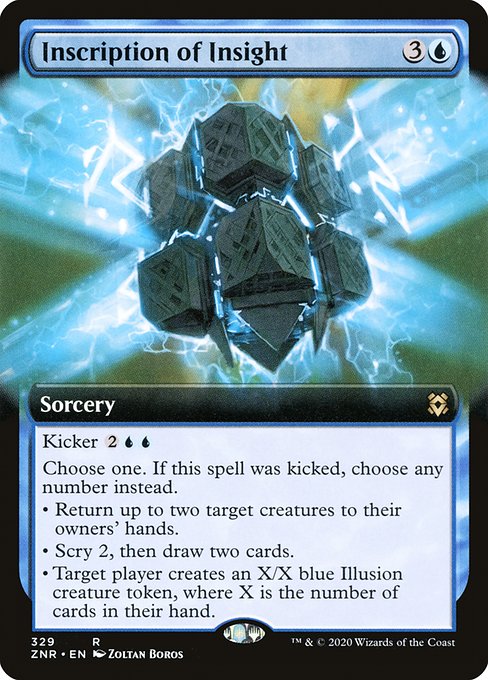 Inscription of Insight 3
Sorcery
Kicker 2
Choose one. If this spell was kicked, choose any
number instead.
• Return up to two target creatures to their
owners' hands.
• Scry 2, then draw two cards.
• Target player creates an X/X blue Illusion
creature token, where X is the number of
cards in their hand.
329 R
ZNR • EN Zoltan Boros
™ & © 2020 Wizards of the Coast